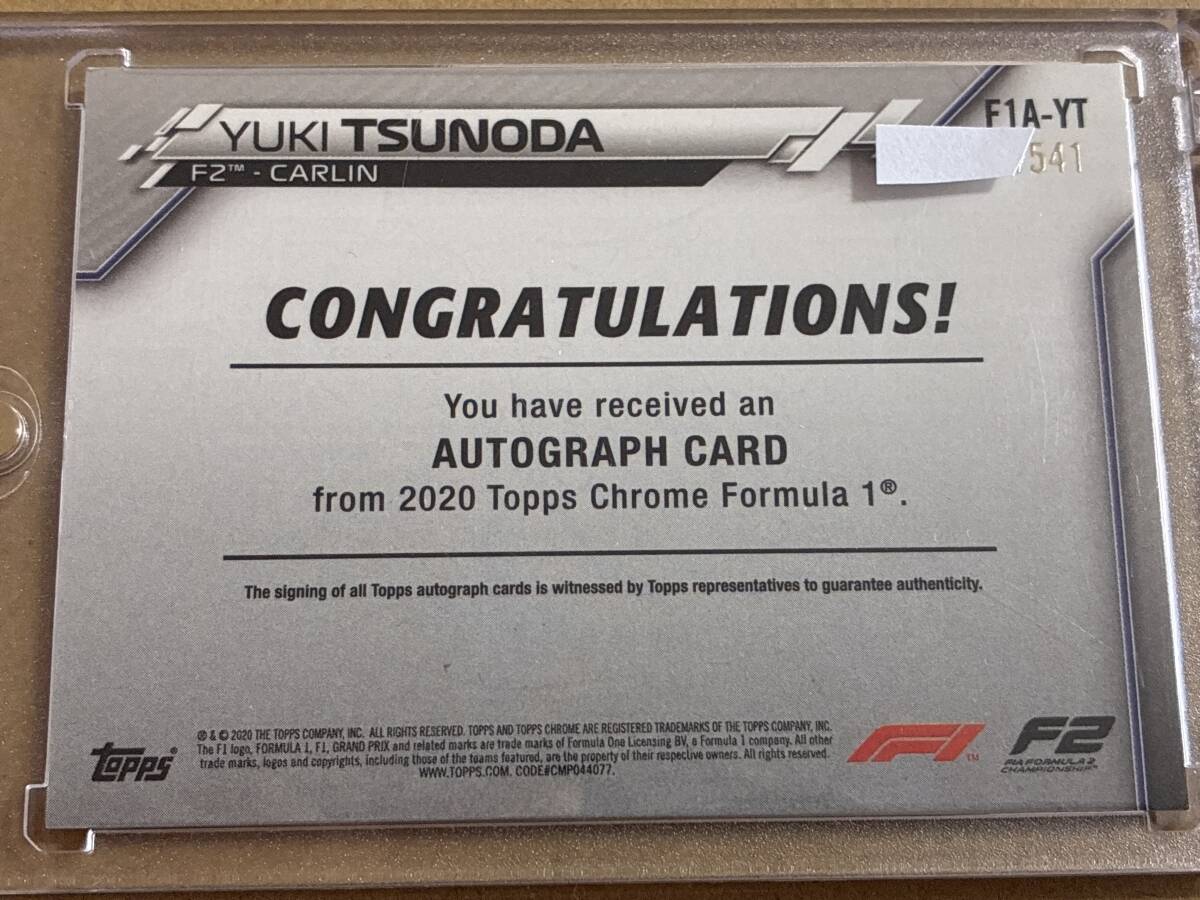 YUKI TSUNODA
F2™ - CARLIN
F1A-YT
541
CONGRATULATIONS!
You have received an
AUTOGRAPH CARD
from 2020 Topps Chrome Formula 1®.
The signing of all Topps autograph cards is witnessed by Topps representatives to guarantee authenticity.
® & © 2020 THE TOPPS COMPANY, INC. ALL RIGHTS RESERVED. TOPPS AND TOPPS CHROME ARE REGISTERED TRADEMARKS OF THE TOPPS COMPANY, INC.
The F1 logo, FORMULA 1, F1, GRAND PRIX and related marks are trade marks of Formula One Licensing BV, a Formula 1 company. All other
trade marks, logos and copyrights, including those of the teams featured, are the property of their respective owners. All rights reserved.
WWW.TOPPS.COM. CODE#CMP044077.
Topps®
F1™
F2
FIA FORMULA 2
CHAMPIONSHIP™